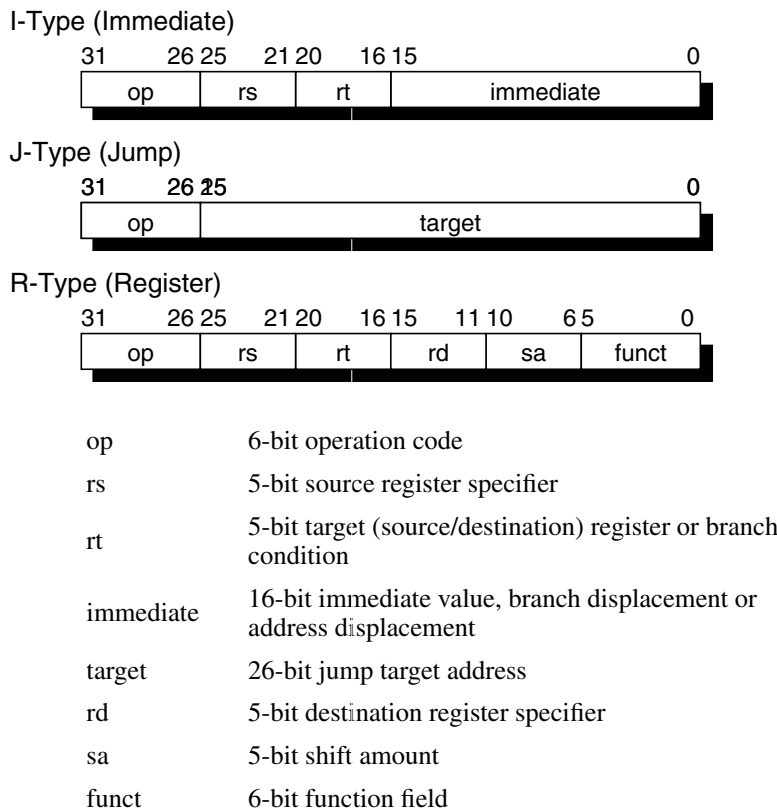 I-Type (Immediate)
31 26 25 21 20 16 15 0
op rs rt immediate
J-Type (Jump)
31 26 25 0
op target
R-Type (Register)
31 26 25 21 20 16 15 11 10 6 5 0
op rs rt rd sa funct
op 6-bit operation code
rs 5-bit source register specifier
rt 5-bit target (source/destination) register or branch
condition
immediate 16-bit immediate value, branch displacement or
address displacement
target 26-bit jump target address
rd 5-bit destination register specifier
sa 5-bit shift amount
funct 6-bit function field